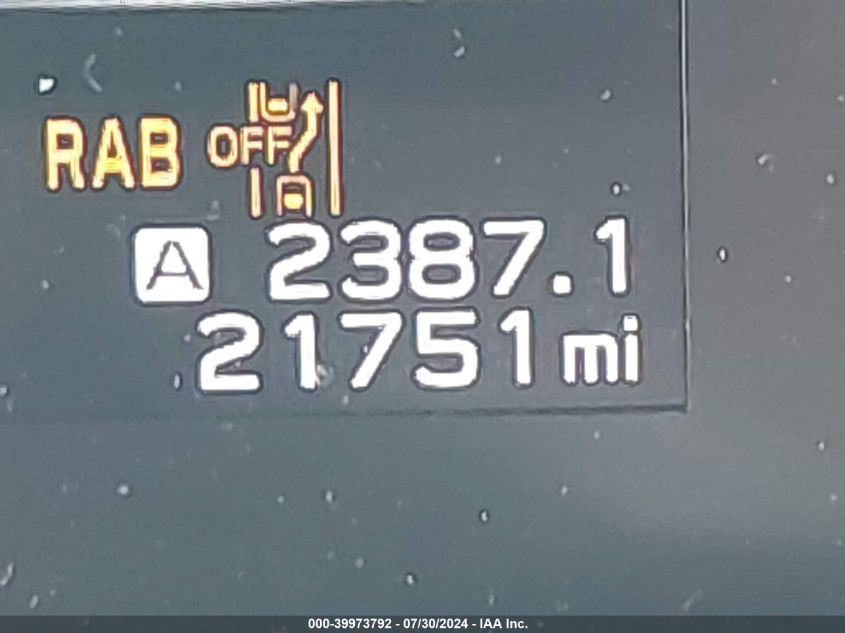 RAB OFF
A 2387.1
21751 mi
000-39973792 - 07/30/2024 - IAA Inc.